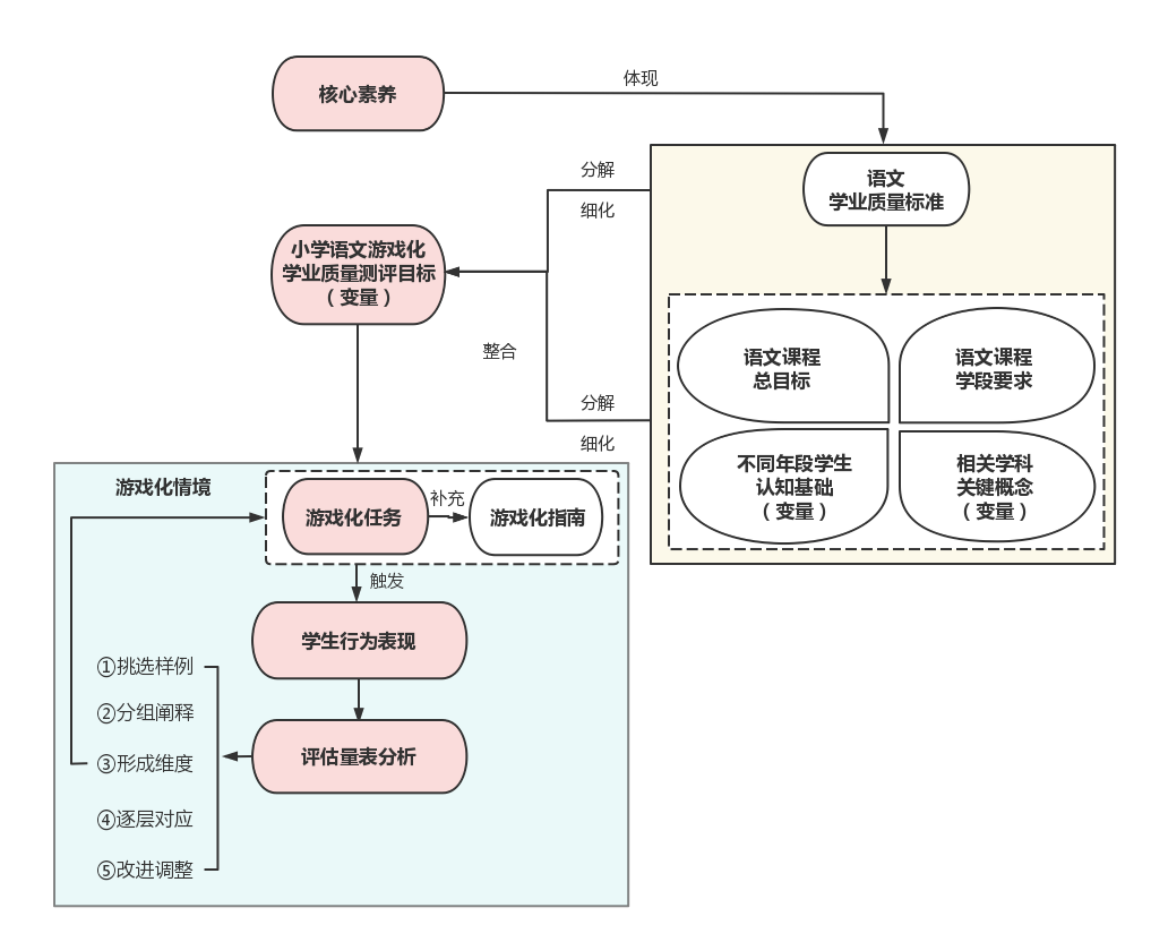 核心素养
体现
语文
学业质量标准
分解
细化
小学语文游戏化
学业质量测评目标
（变量）
整合
分解
细化
语文课程
总目标
语文课程
学段要求
不同年段学生
认知基础
（变量）
相关学科
关键概念
（变量）
游戏化情境
游戏化任务
补充
游戏化指南
触发
学生行为表现
①挑选样例
②分组阐释
③形成维度
④逐层对应
⑤改进调整
评估量表分析